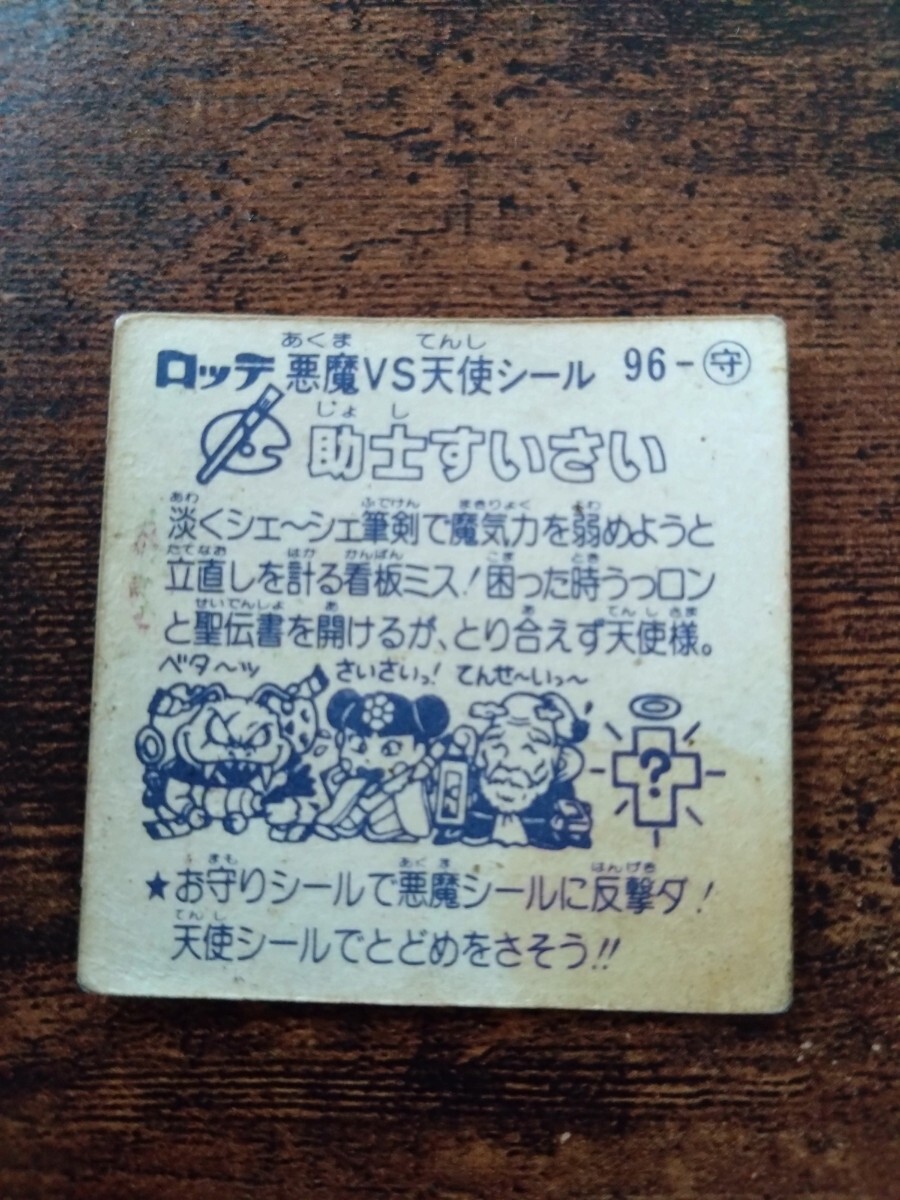 あくま てんし
ロッテ 悪魔VS天使シール 96-守
じょ し
助士すいさい
あわ ふでけん まきりょく よわ
淡くシェ〜シェ筆剣で魔気力を弱めようと
たてなお はか かんばん こま とき
立直しを計る看板ミス!困った時うっロン
せいでんしょ あ あ てんしさま
と聖伝書を開けるが、とり合えず天使様。
ベタ〜ッ さいさいっ! てんせ〜いっ〜
?
まも あくま はんげき
★お守りシールで悪魔シールに反撃ダ!
てんし
天使シールでとどめをさそう!!